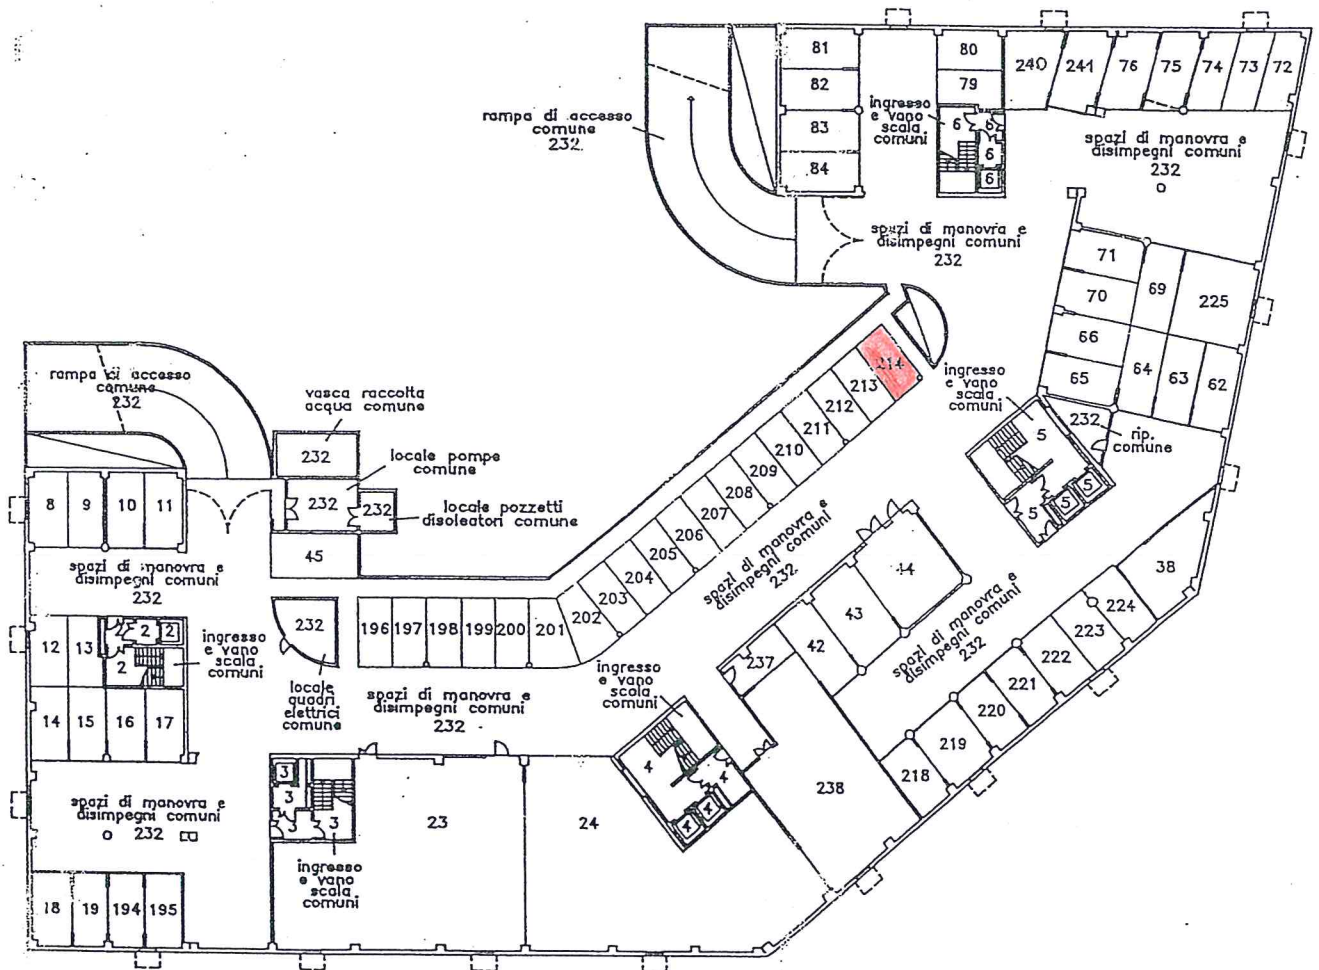 81
80
82
79
83
84
240
241
76
75
74
73
72
ingresso
e vano
scala
comuni
6
6
6
6
rampa di accesso
comune
232
spazi di manovra e
disimpegni comuni
232
spazi di manovra e
disimpegni comuni
232
71
70
69
225
66
65
64
63
62
232
rip.
comune
ingresso
e vano
scala
comuni
5
5
5
5
214
213
212
211
210
209
208
207
206
205
204
203
202
201
200
199
198
197
196
rampa di accesso
comune
232
vasca raccolta
acqua comune
232
locale pompe
comune
232
232
locale pozzetti
disoleatori comune
45
8
9
10
11
spazi di manovra e
disimpegni comuni
232
12
13
2
2
2
2
ingresso
e vano
scala
comuni
14
15
16
17
232
locale
quadri
elettrici
comune
spazi di manovra e
disimpegni comuni
232
spazi di manovra e
disimpegni comuni
232
44
43
42
237
spazi di manovra e
disimpegni comuni
232
38
224
223
222
221
220
219
218
238
ingresso
e vano
scala
comuni
4
4
4
4
spazi di manovra e
disimpegni comuni
232
3
3
3
3
ingresso
e vano
scala
comuni
23
24
18
19
194
195